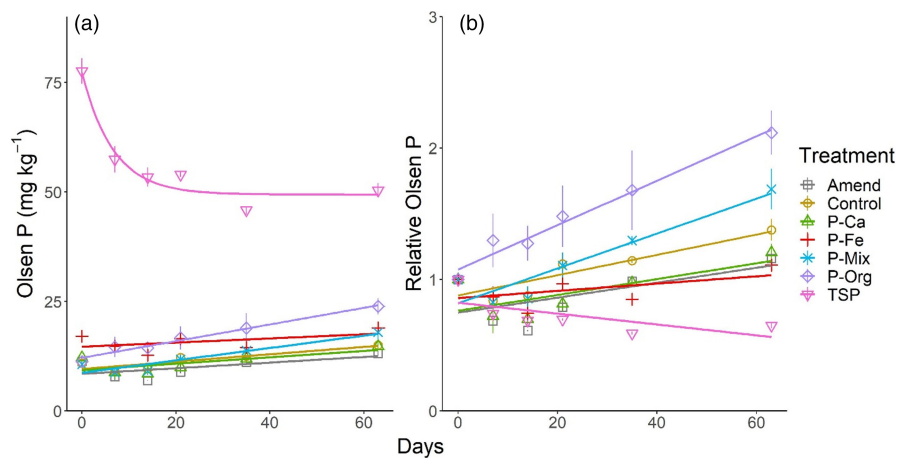 (a)
(b)
Olsen P (mg kg⁻¹)
75
50
25
0
0
20
40
60
Relative Olsen P
3
2
1
0
0
20
40
60
Days
Treatment
Amend
Control
P-Ca
P-Fe
P-Mix
P-Org
TSP